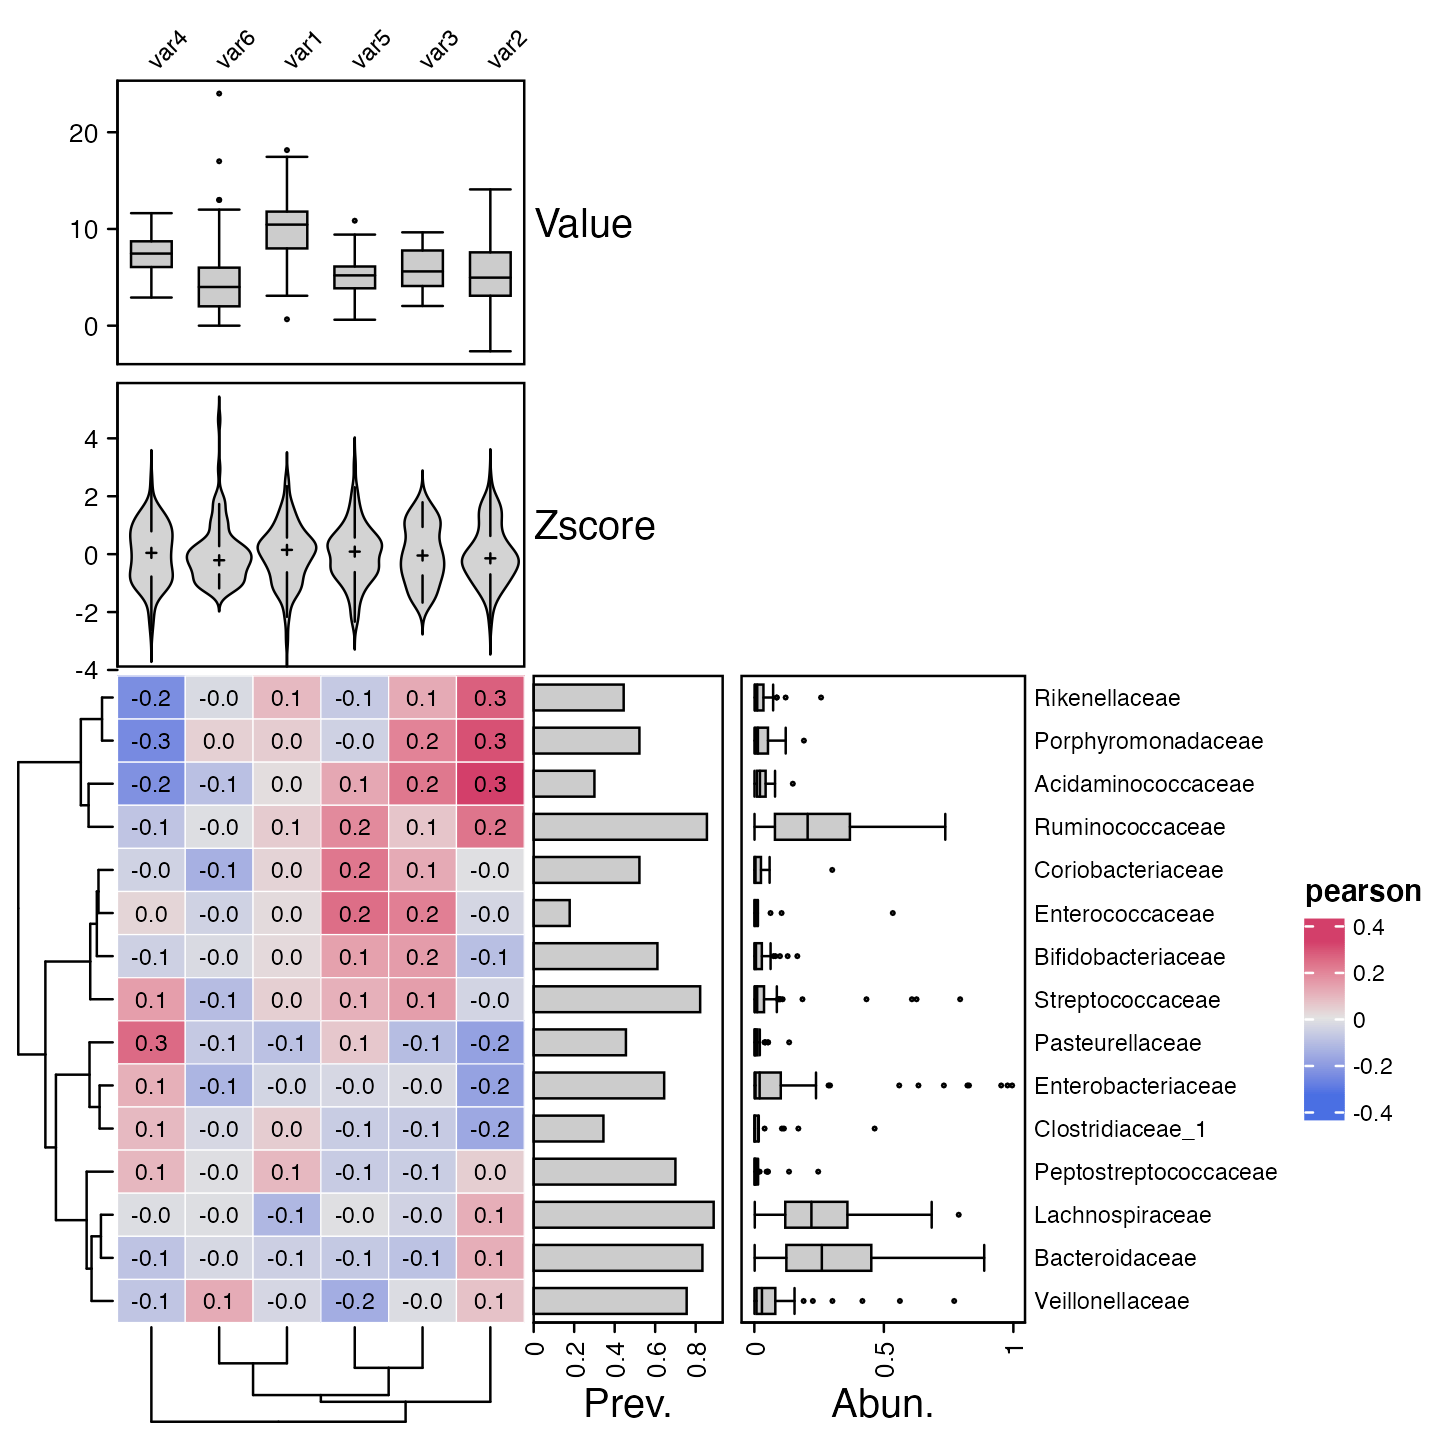 var4 var6 var1 var5 var3 var2
20
10
0
Value
4
2
0
-2
-4
Zscore
-0.2 -0.0 0.1 -0.1 0.1 0.3 Rikenellaceae
-0.3 0.0 0.0 -0.0 0.2 0.3 Porphyromonadaceae
-0.2 -0.1 0.0 0.1 0.2 0.3 Acidaminococcaceae
-0.1 -0.0 0.1 0.2 0.1 0.2 Ruminococcaceae
-0.0 -0.1 0.0 0.2 0.1 -0.0 Coriobacteriaceae
0.0 -0.0 0.0 0.2 0.2 -0.0 Enterococcaceae
-0.1 -0.0 0.0 0.1 0.2 -0.1 Bifidobacteriaceae
0.1 -0.1 0.0 0.1 0.1 -0.0 Streptococcaceae
0.3 -0.1 -0.1 0.1 -0.1 -0.2 Pasteurellaceae
0.1 -0.1 -0.0 -0.0 -0.0 -0.2 Enterobacteriaceae
0.1 -0.0 0.0 -0.1 -0.1 -0.2 Clostridiaceae_1
0.1 -0.0 0.1 -0.1 -0.1 0.0 Peptostreptococcaceae
-0.0 -0.0 -0.1 -0.0 -0.0 0.1 Lachnospiraceae
-0.1 -0.0 -0.1 -0.1 -0.1 0.1 Bacteroidaceae
-0.1 0.1 -0.0 -0.2 -0.0 0.1 Veillonellaceae
0 0.2 0.4 0.6 0.8
Prev.
0 0.5 1
Abun.
pearson
0.4
0.2
0
-0.2
-0.4